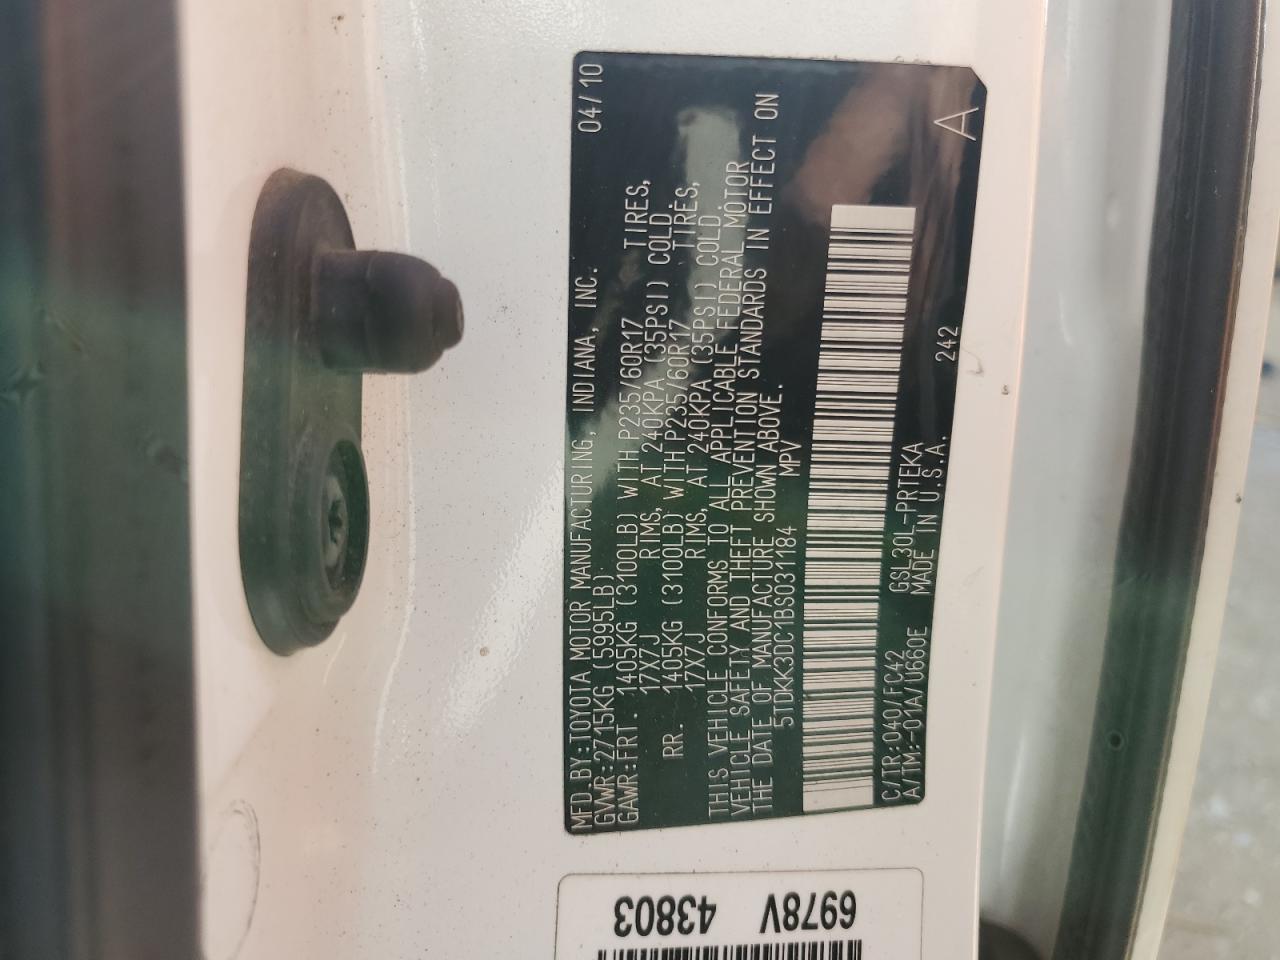 MFD.BY:TOYOTA MOTOR MANUFACTURING, INDIANA, INC. 04/10
GVWR:2715KG (5995LB)
GAWR:FRT. 1405KG (3100LB) WITH P235/60R17 TIRES,
17X7J RIMS, AT 240KPA (35PSI) COLD.
RR. 1405KG (3100LB) WITH P235/60R17 TIRES,
17X7J RIMS, AT 240KPA (35PSI) COLD
THIS VEHICLE CONFORMS TO ALL APPLICABLE FEDERAL MOTOR
VEHICLE SAFETY AND THEFT PREVENTION STANDARDS IN EFFECT ON
THE DATE OF MANUFACTURE SHOWN ABOVE.
5TDKK3DC1BS031184 MPV
C/TR:040/FC42 GSL30L-PRTEKA
A/TM:-01A/U660E MADE IN U.S.A. 242 A
6978V 43803